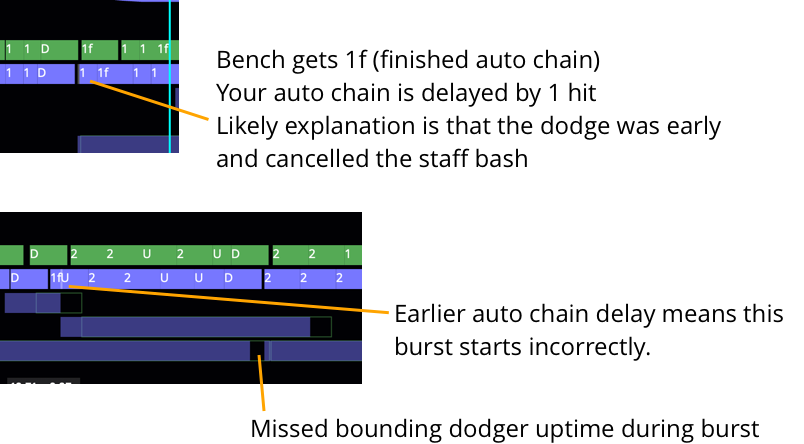 1 1 D 1f 1 1 1f
1 1 D 1 1f 1 1
Bench gets 1f (finished auto chain)
Your auto chain is delayed by 1 hit
Likely explanation is that the dodge was early
and cancelled the staff bash
D 2 2 U 2 U D 2 2 1
D 1fU 2 2 U U D 2 2 2
Earlier auto chain delay means this
burst starts incorrectly.
Missed bounding dodger uptime during burst